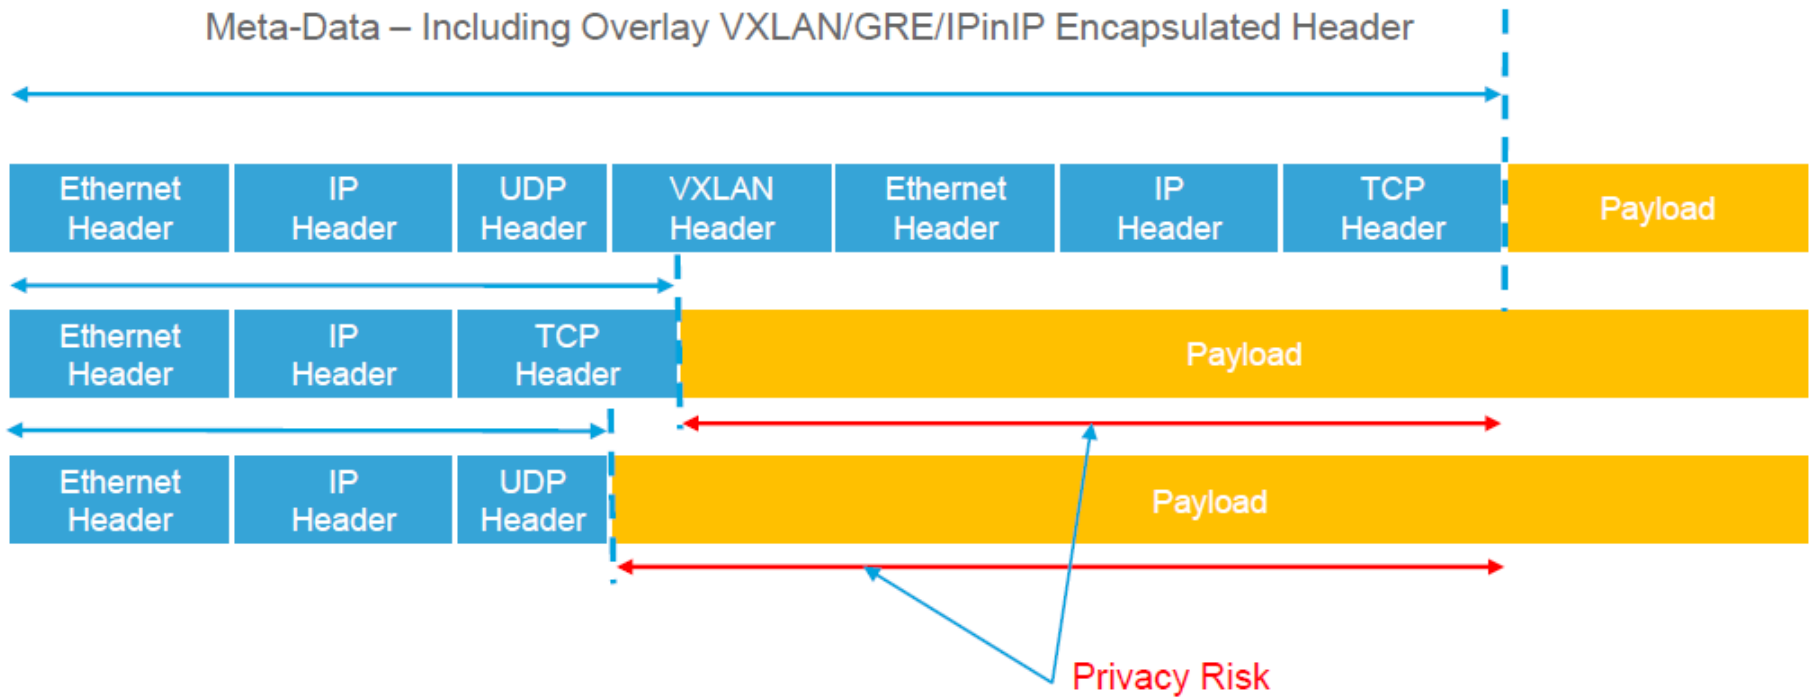 Meta-Data – Including Overlay VXLAN/GRE/IPinIP Encapsulated Header
Ethernet Header
IP Header
UDP Header
VXLAN Header
Ethernet Header
IP Header
TCP Header
Payload
Ethernet Header
IP Header
TCP Header
Payload
Ethernet Header
IP Header
UDP Header
Payload
Privacy Risk